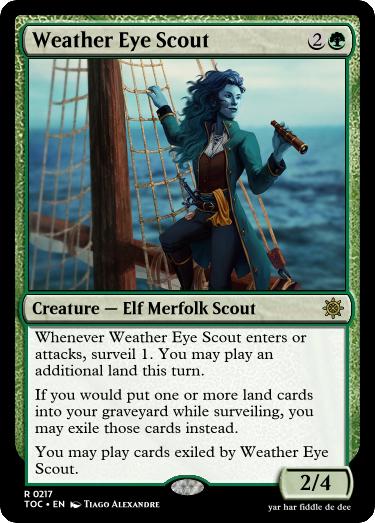 Weather Eye Scout 2
Creature — Elf Merfolk Scout
Whenever Weather Eye Scout enters or
attacks, surveil 1. You may play an
additional land this turn.
If you would put one or more land cards
into your graveyard while surveiling, you
may exile those cards instead.
You may play cards exiled by Weather Eye
Scout.
2/4
R 0217
TOC • EN Tiago Alexandre
yar har fiddle de dee